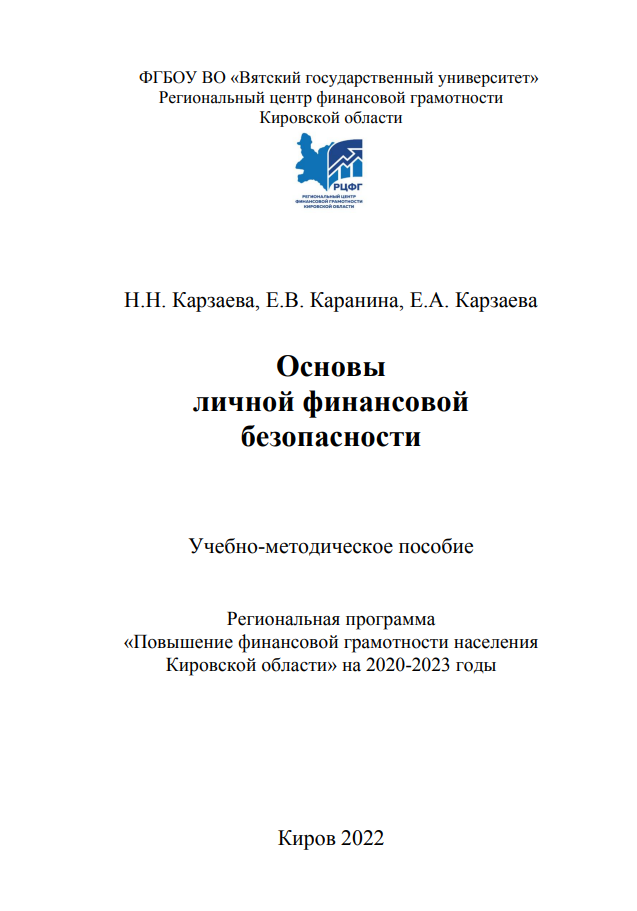 ФГБОУ ВО «Вятский государственный университет»
Региональный центр финансовой грамотности
Кировской области
РЦФГ
РЕГИОНАЛЬНЫЙ ЦЕНТР
ФИНАНСОВОЙ ГРАМОТНОСТИ
КИРОВСКОЙ ОБЛАСТИ
Н.Н. Карзаева, Е.В. Каранина, Е.А. Карзаева
Основы
личной финансовой
безопасности
Учебно-методическое пособие
Региональная программа
«Повышение финансовой грамотности населения
Кировской области» на 2020-2023 годы
Киров 2022